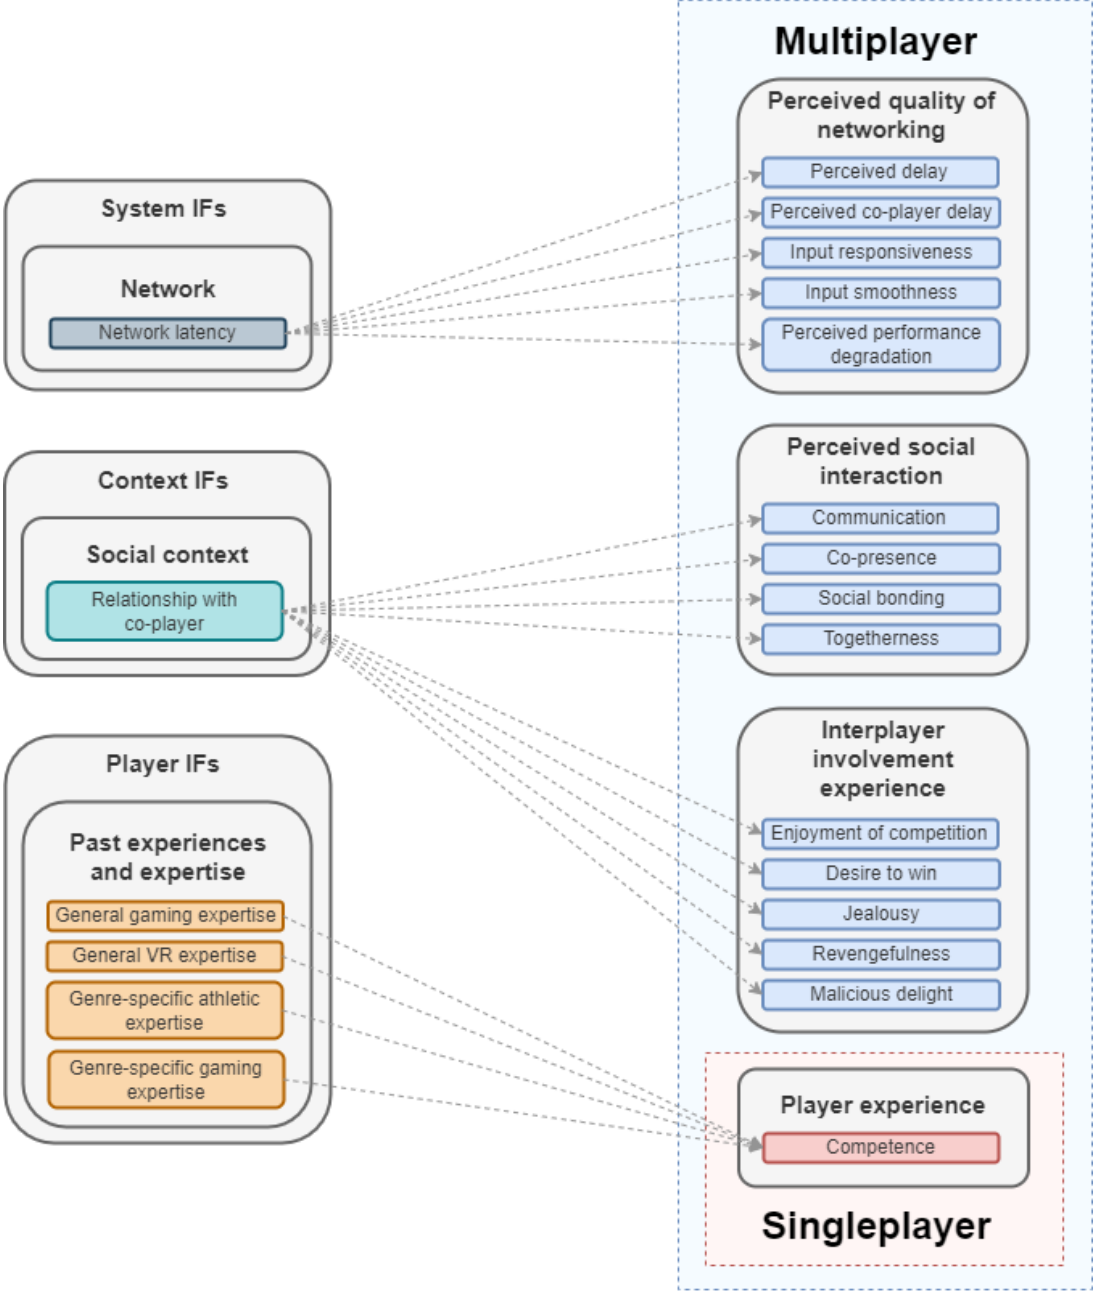 Multiplayer
Perceived quality of
networking
Perceived delay
Perceived co-player delay
Input responsiveness
Input smoothness
Perceived performance
degradation
System IFs
Network
Network latency
Perceived social
interaction
Communication
Co-presence
Social bonding
Togetherness
Context IFs
Social context
Relationship with
co-player
Interplayer
involvement
experience
Enjoyment of competition
Desire to win
Jealousy
Revengefulness
Malicious delight
Player IFs
Past experiences
and expertise
General gaming expertise
General VR expertise
Genre-specific athletic
expertise
Genre-specific gaming
expertise
Player experience
Competence
Singleplayer